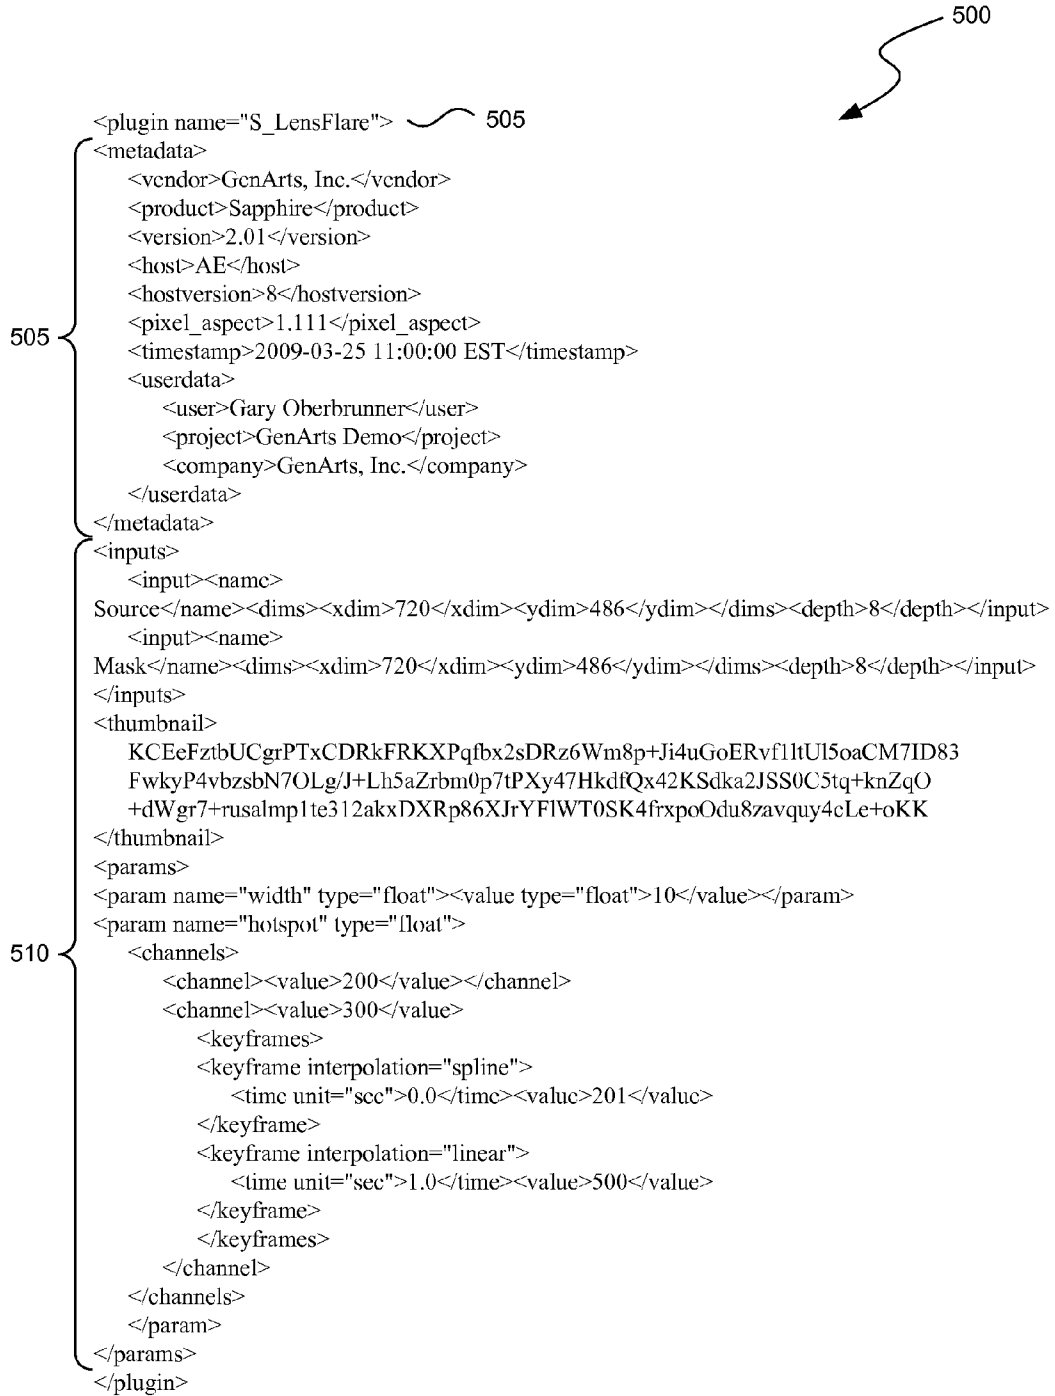 500
<plugin name="S_LensFlare"> 505
<metadata>
<vendor>GenArts, Inc.</vendor>
<product>Sapphire</product>
<version>2.01</version>
<host>AE</host>
<hostversion>8</hostversion>
<pixel_aspect>1.111</pixel_aspect>
505
<timestamp>2009-03-25 11:00:00 EST</timestamp>
<userdata>
<user>Gary Oberbrunner</user>
<project>GenArts Demo</project>
<company>GenArts, Inc.</company>
</userdata>
</metadata>
<inputs>
<input><name>
Source</name><dims><xdim>720</xdim><ydim>486</ydim></dims><depth>8</depth></input>
<input><name>
Mask</name><dims><xdim>720</xdim><ydim>486</ydim></dims><depth>8</depth></input>
</inputs>
<thumbnail>
KCEeFztbUCgrPTxCDRkFRKXPqfbx2sDRz6Wm8p+Ji4uGoERvf1ltUl5oaCM7ID83
FwkyP4vbzsbN7OLg/J+Lh5aZrbm0p7tPXy47HkdfQx42KSdka2JSS0C5tq+knZqO
+dWgr7+rusalmp1te312akxDXRp86XJrYFlWT0SK4frxpoOdu8zavquy4cLe+oKK
</thumbnail>
<params>
<param name="width" type="float"><value type="float">10</value></param>
<param name="hotspot" type="float">
510
<channels>
<channel><value>200</value></channel>
<channel><value>300</value>
<keyframes>
<keyframe interpolation="spline">
<time unit="sec">0.0</time><value>201</value>
</keyframe>
<keyframe interpolation="linear">
<time unit="sec">1.0</time><value>500</value>
</keyframe>
</keyframes>
</channel>
</channels>
</param>
</params>
</plugin>